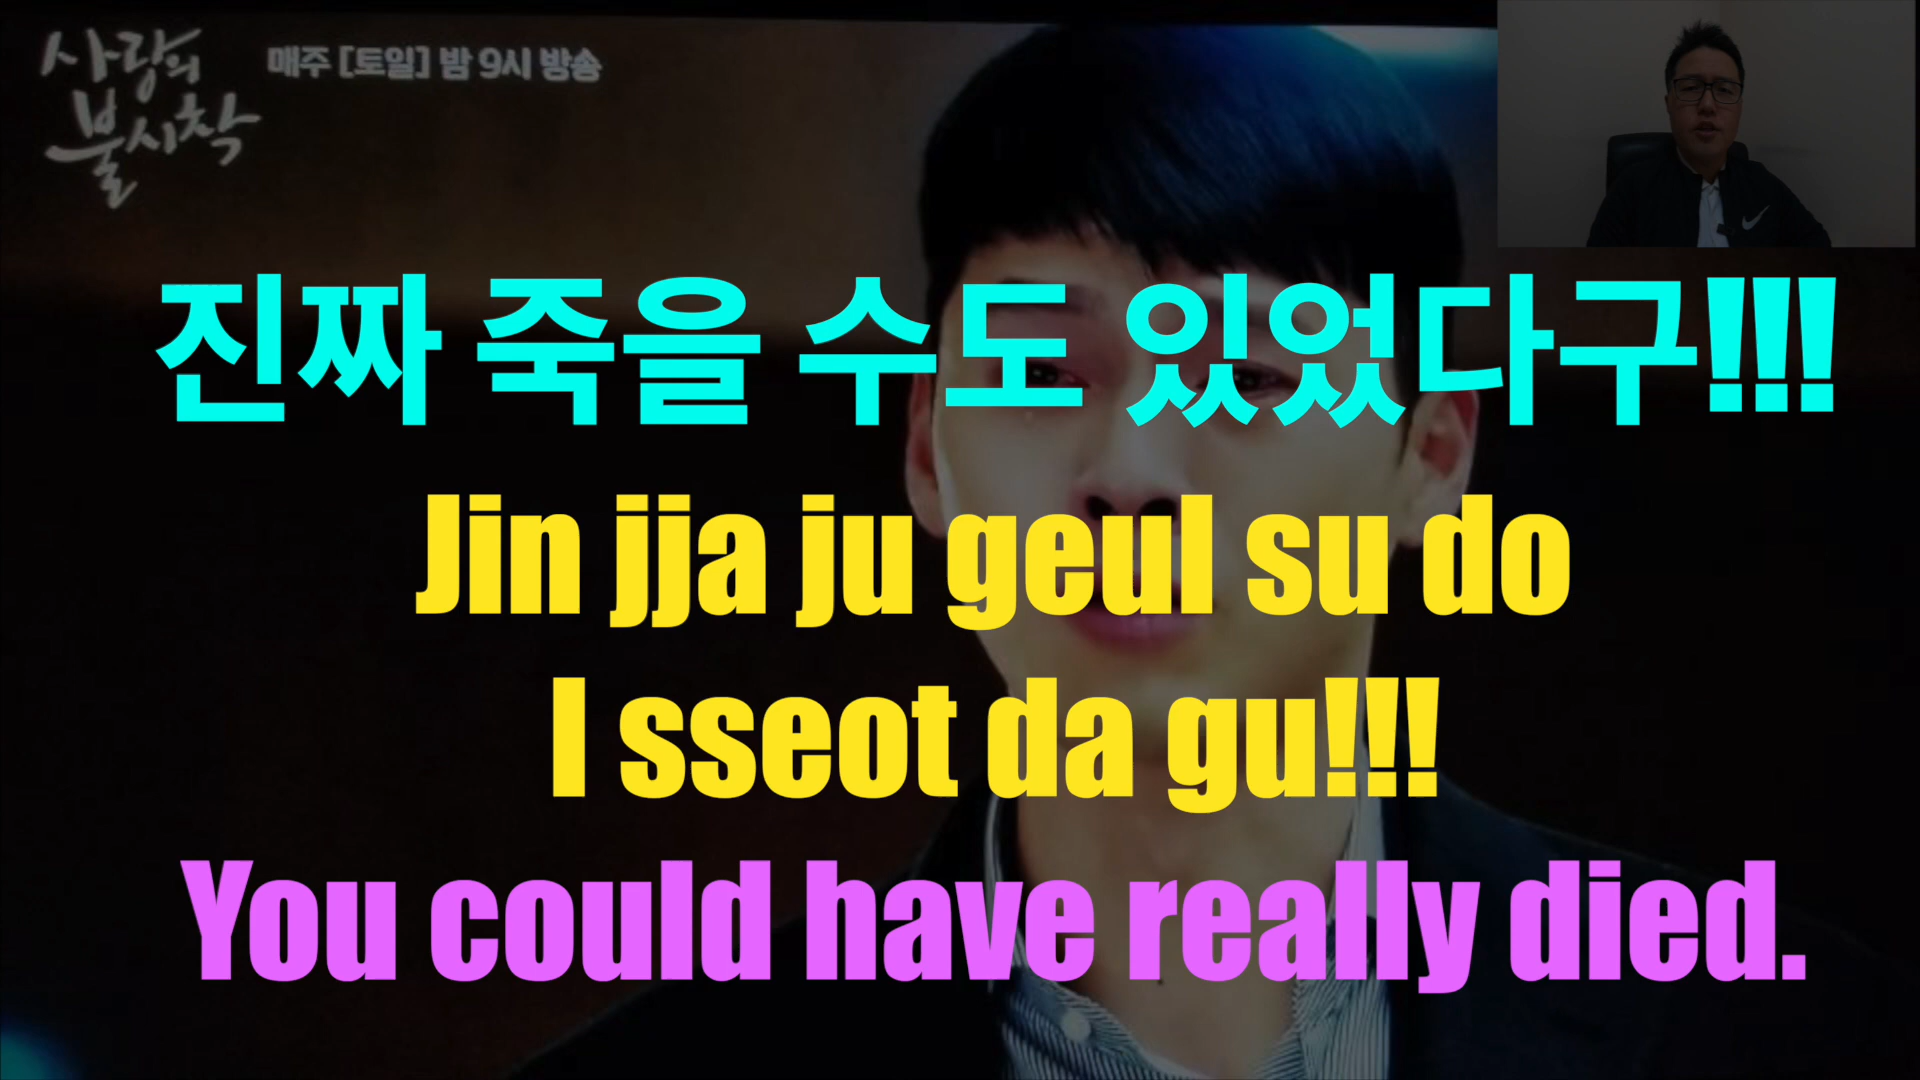 사랑의
불시착
매주 [토일] 밤 9시 방송
진짜 죽을 수도 있었다구!!!
Jin jja ju geul su do
I sseot da gu!!!
You could have really died.